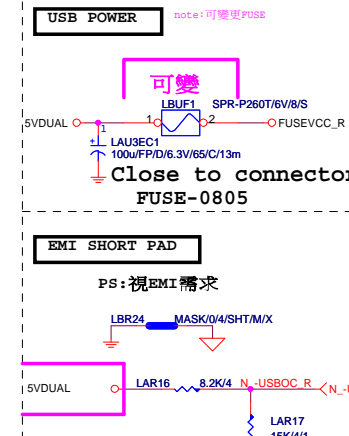 USB POWER
note:可變更FUSE
可變
LBUF1 SPR-P260T/6V/8/S
5VDUAL 1 2 FUSEVCC_R
1
+ LAU3EC1
100u/FP/D/6.3V/65/C/13m
Close to connector
FUSE-0805
EMI SHORT PAD
PS:視EMI需求
LBR24 MASK/0/4/SHT/M/X
5VDUAL LAR16 8.2K/4 N_-USBOC_R
LAR17